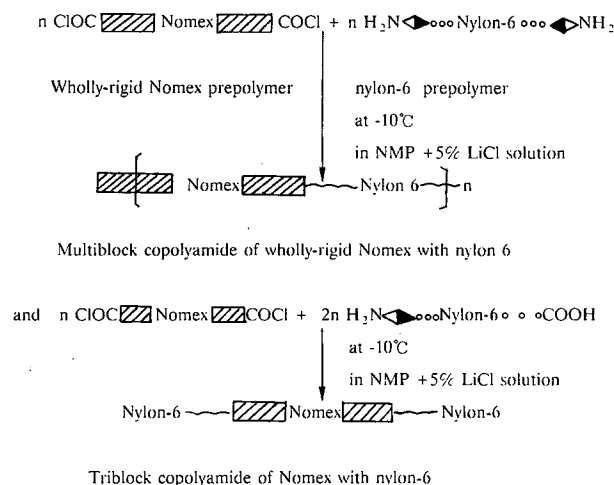 n ClOC Nomex COCl + n H₂N Nylon-6 NH₂
Wholly-rigid Nomex prepolymer
nylon-6 prepolymer
at -10℃
in NMP +5% LiCl solution
Nomex Nylon 6 n
Multiblock copolyamide of wholly-rigid Nomex with nylon 6
and n ClOC Nomex COCl + 2n H₂N Nylon-6 COOH
at -10℃
in NMP +5% LiCl solution
Nylon-6 Nomex Nylon-6
Triblock copolyamide of Nomex with nylon-6